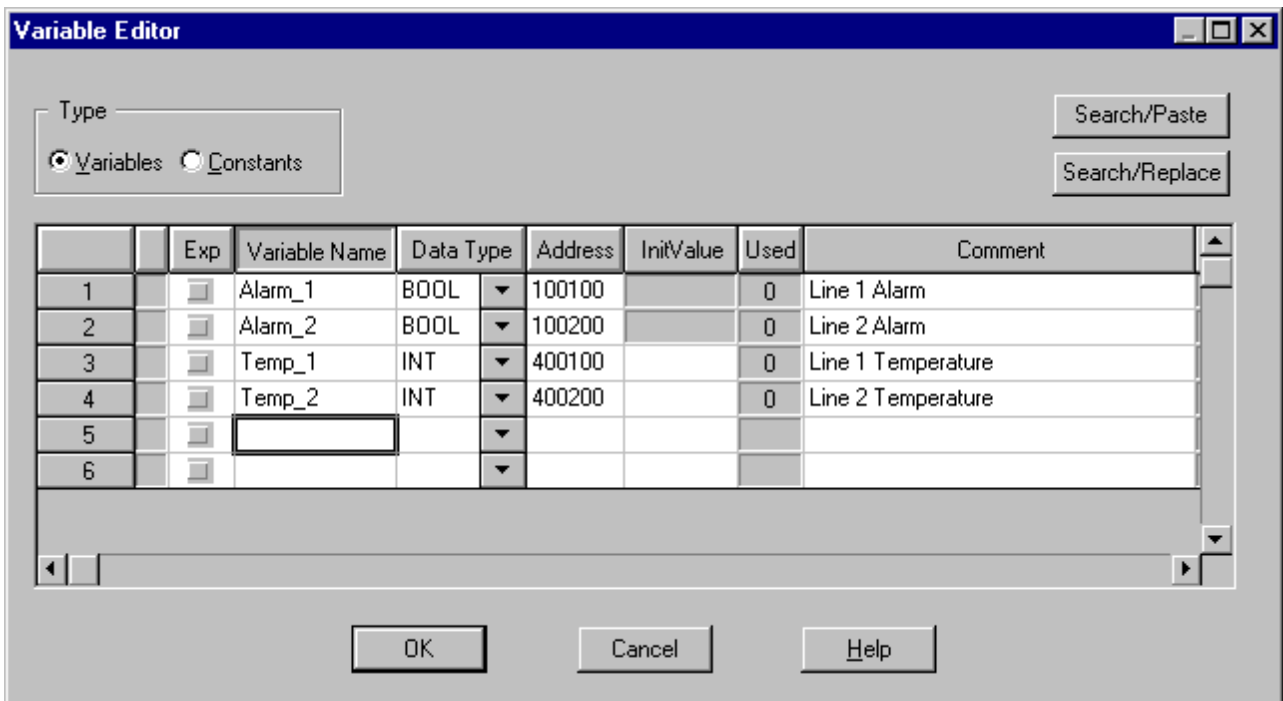 Variable Editor
Type
Variables Constants
Search/Paste
Search/Replace
Exp Variable Name Data Type Address InitValue Used Comment
1 Alarm_1 BOOL 100100 0 Line 1 Alarm
2 Alarm_2 BOOL 100200 0 Line 2 Alarm
3 Temp_1 INT 400100 0 Line 1 Temperature
4 Temp_2 INT 400200 0 Line 2 Temperature
5
6
OK Cancel Help